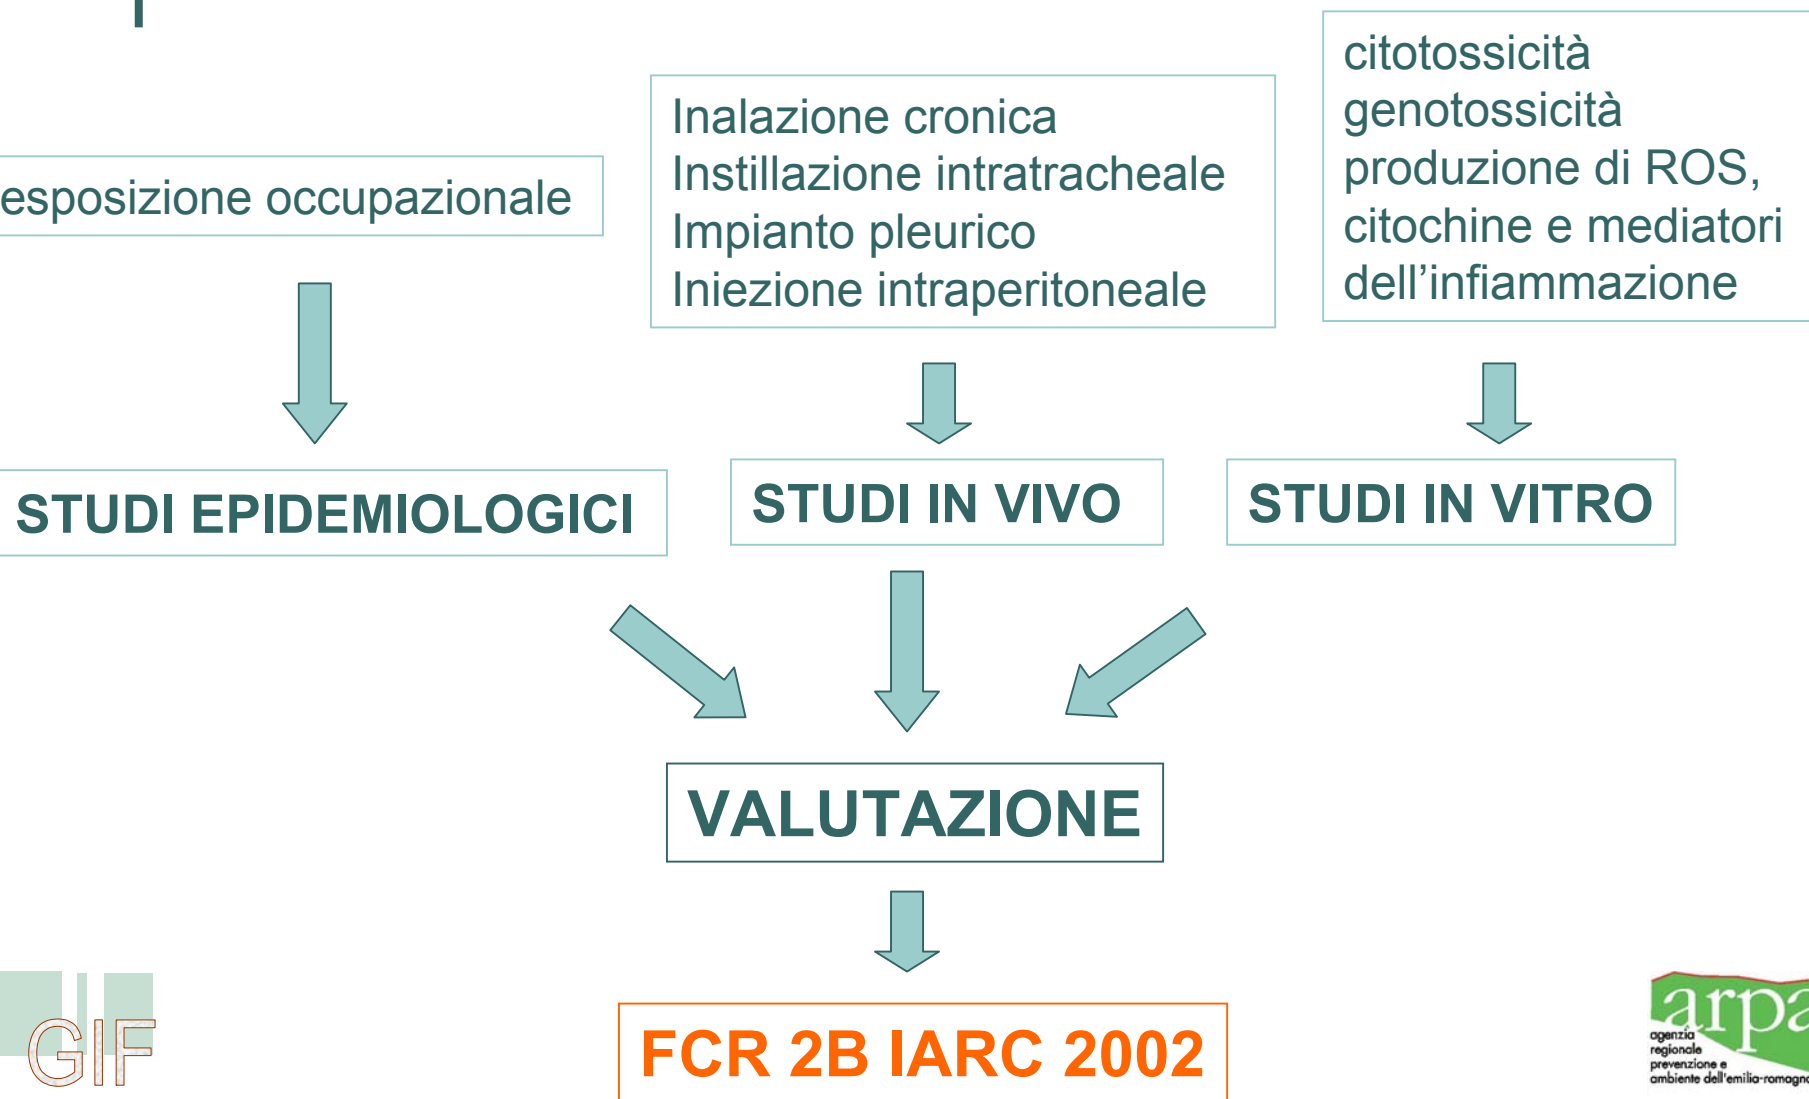 esposizione occupazionale
Inalazione cronica
Instillazione intratracheale
Impianto pleurico
Iniezione intraperitoneale
citotossicità
genotossicità
produzione di ROS,
citochine e mediatori
dell’infiammazione
STUDI EPIDEMIOLOGICI
STUDI IN VIVO
STUDI IN VITRO
VALUTAZIONE
FCR 2B IARC 2002
GIF
arpa
agenzia
regionale
prevenzione e
ambiente dell'emilia-romagna